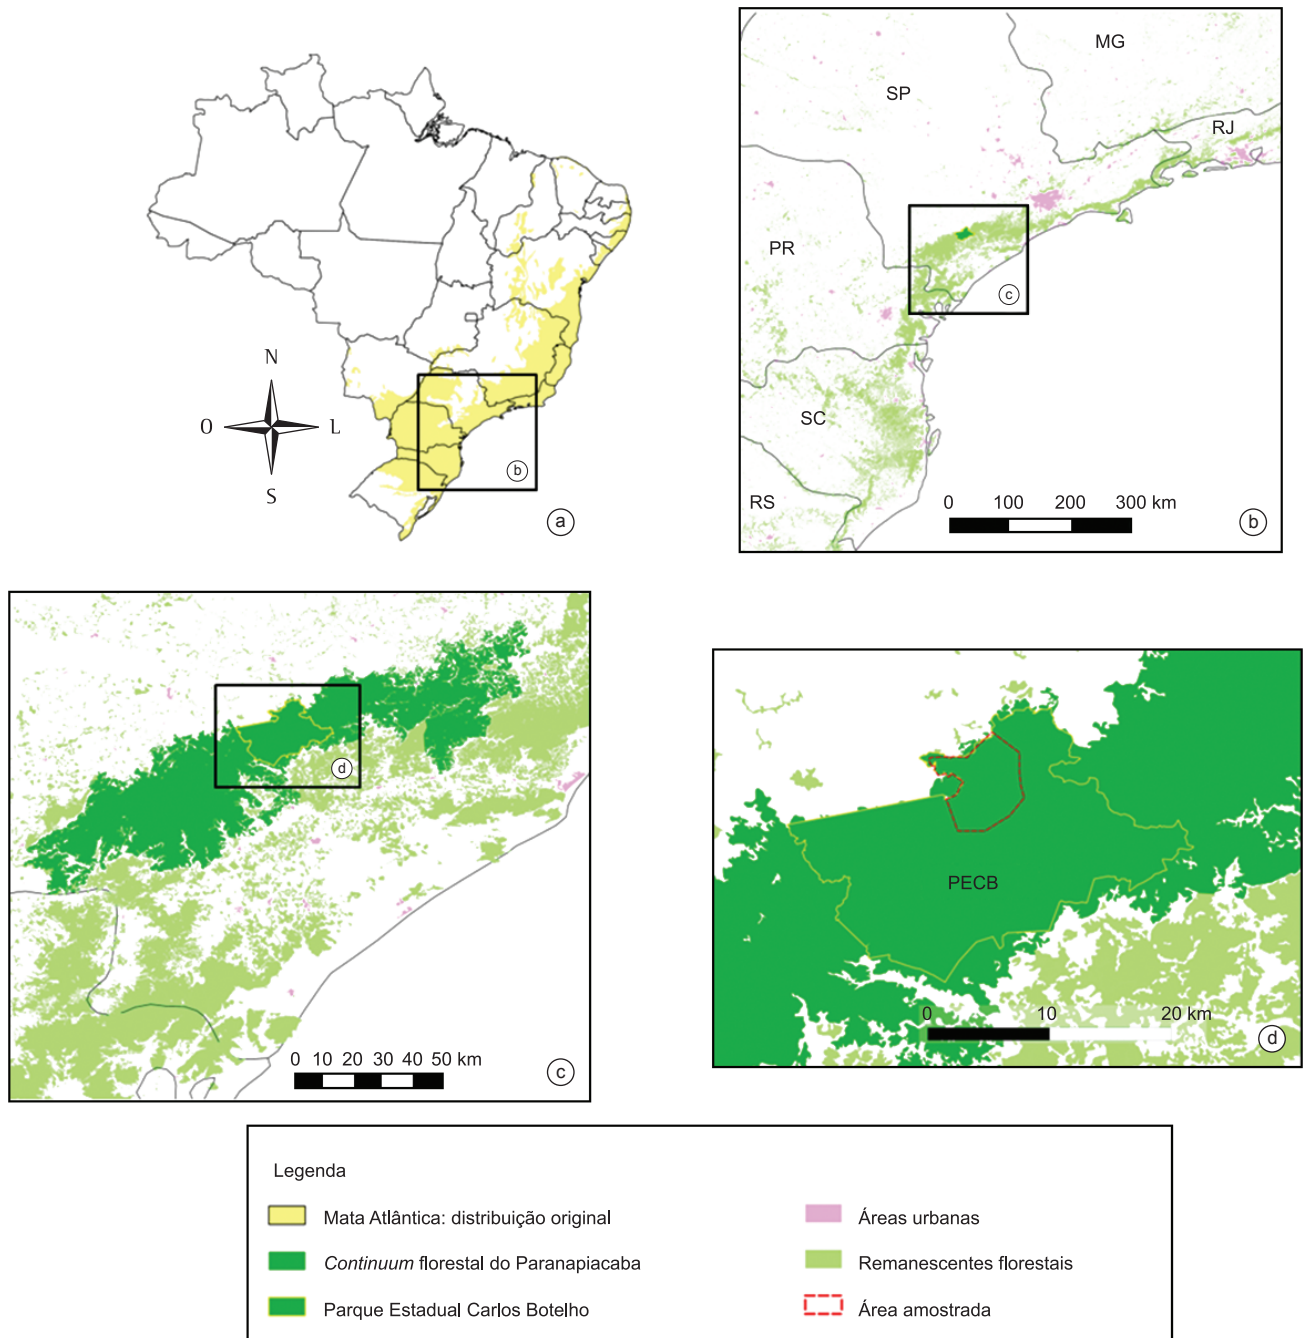 N
O
L
S
b
a
MG
SP
RJ
PR
c
SC
RS
0 100 200 300 km
b
d
0 10 20 30 40 50 km
c
PECB
0 10 20 km
d
Legenda
Mata Atlântica: distribuição original
Continuum florestal do Paranapiacaba
Parque Estadual Carlos Botelho
Áreas urbanas
Remanescentes florestais
Área amostrada